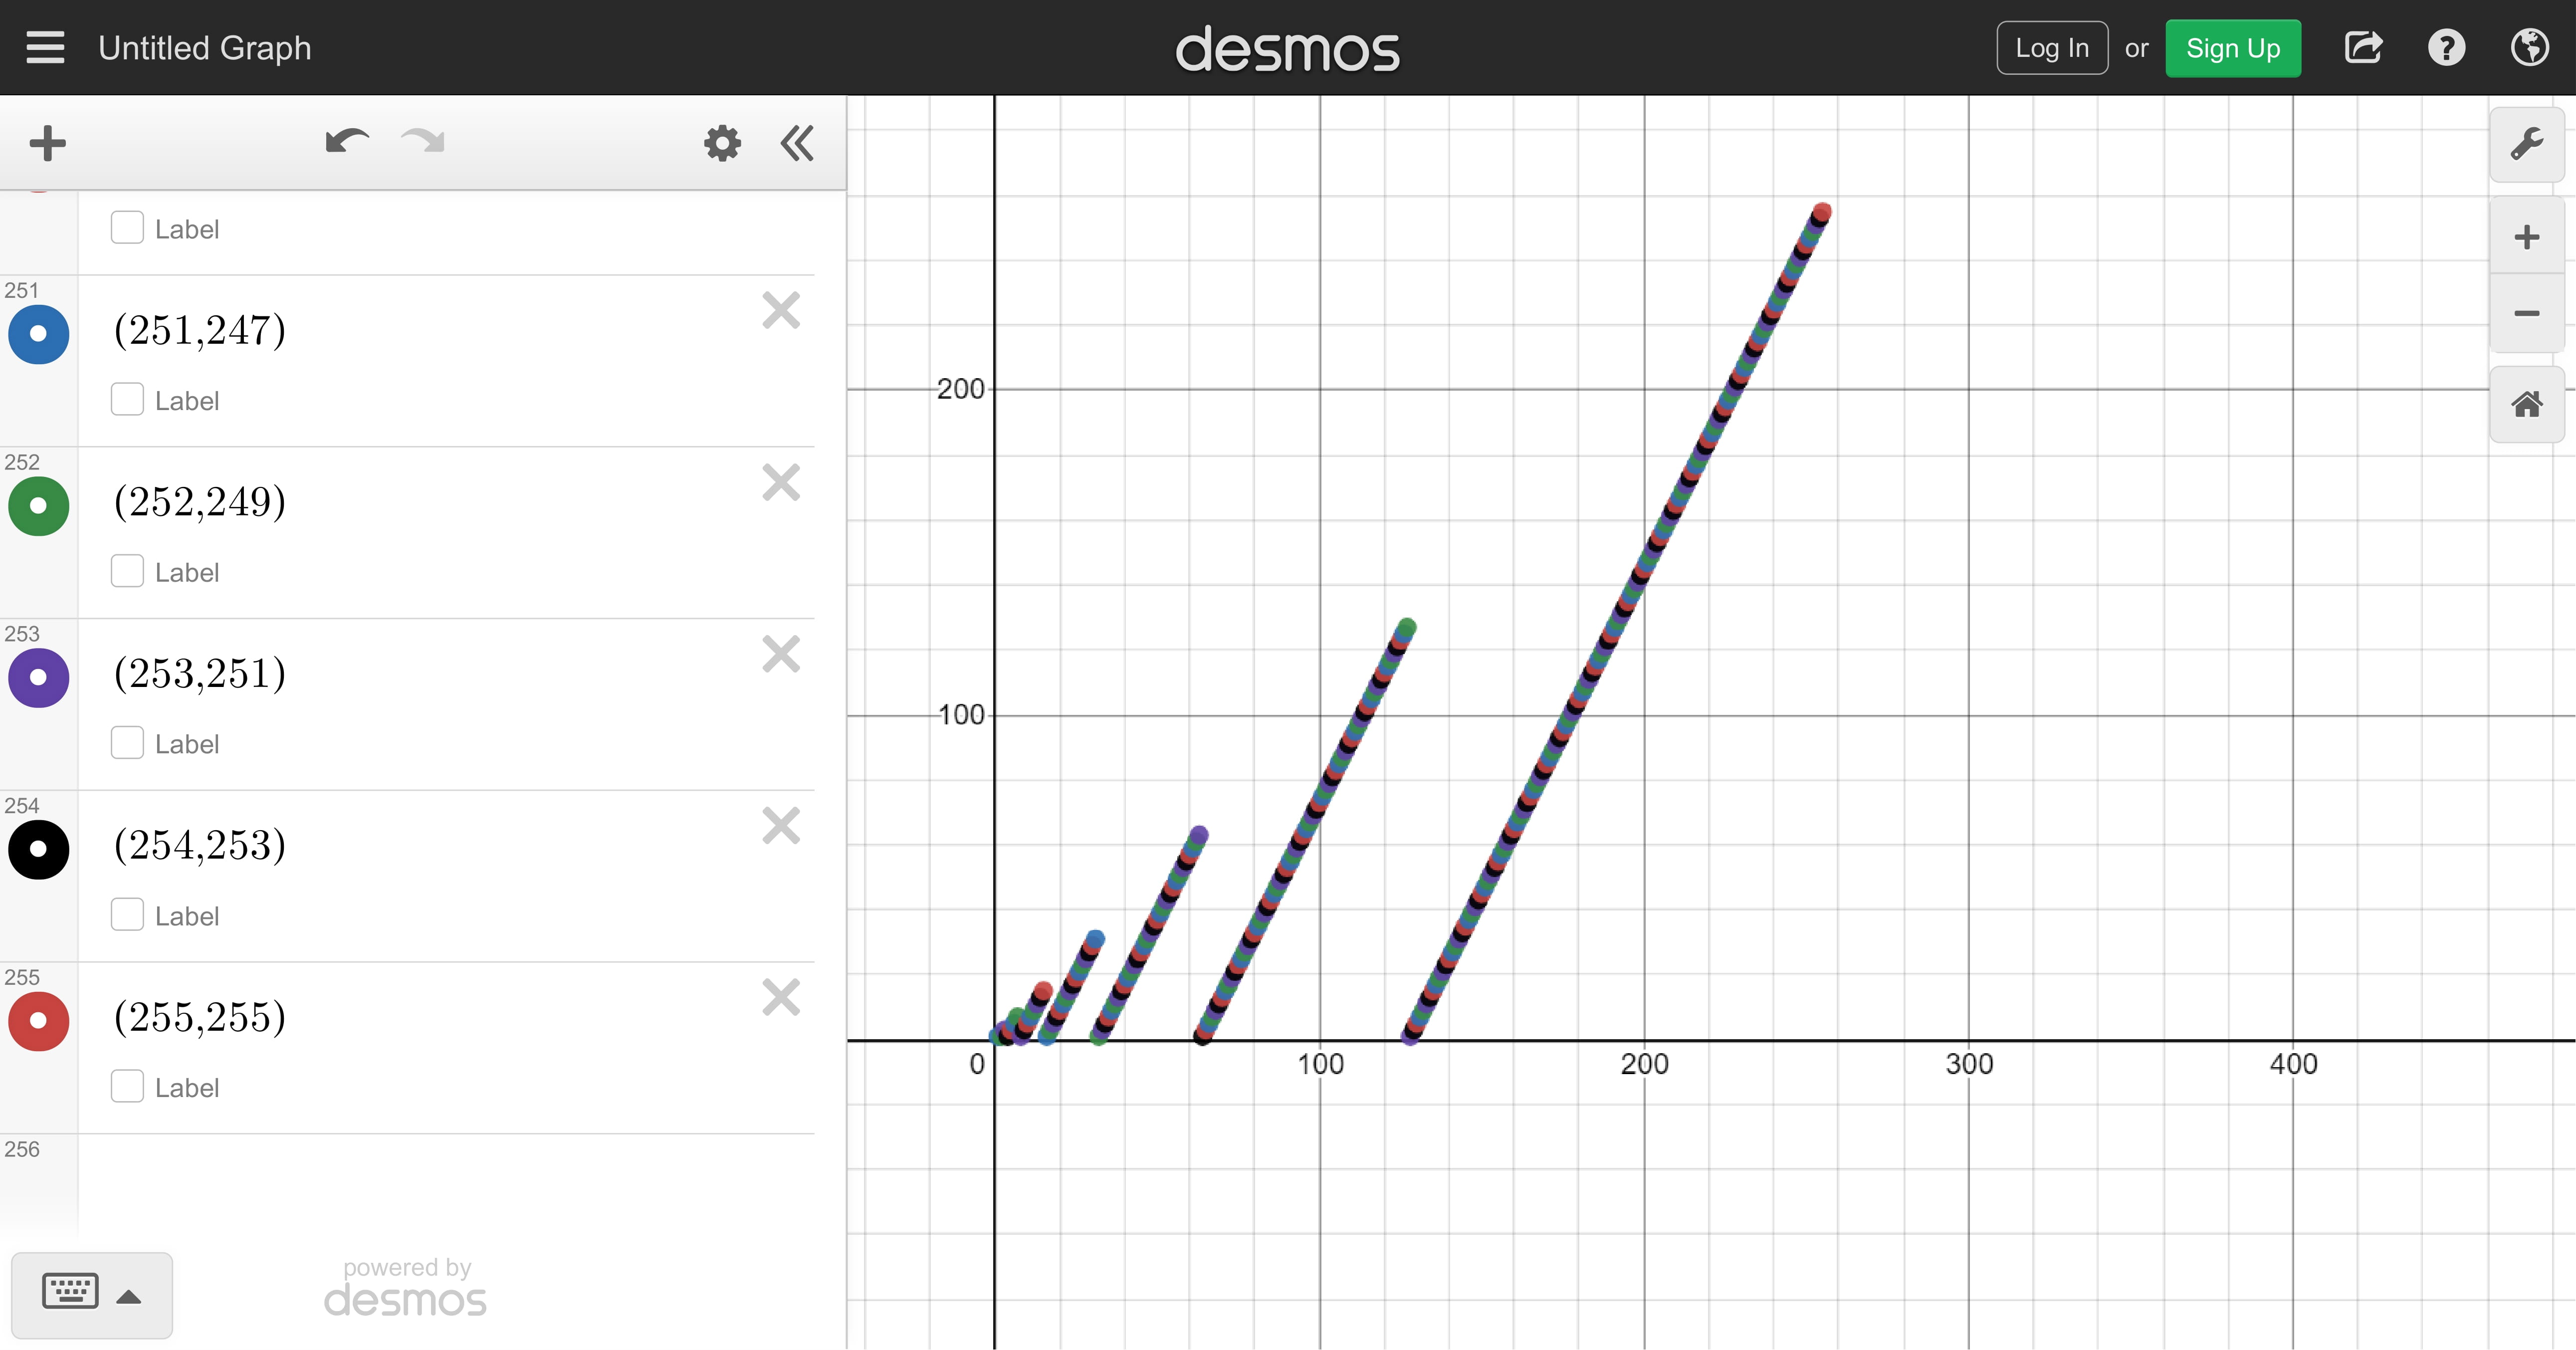 Untitled Graph
desmos
Log In or Sign Up
Label
251
(251,247)
Label
252
(252,249)
Label
253
(253,251)
Label
254
(254,253)
Label
255
(255,255)
Label
256
powered by
desmos
200
100
0 100 200 300 400